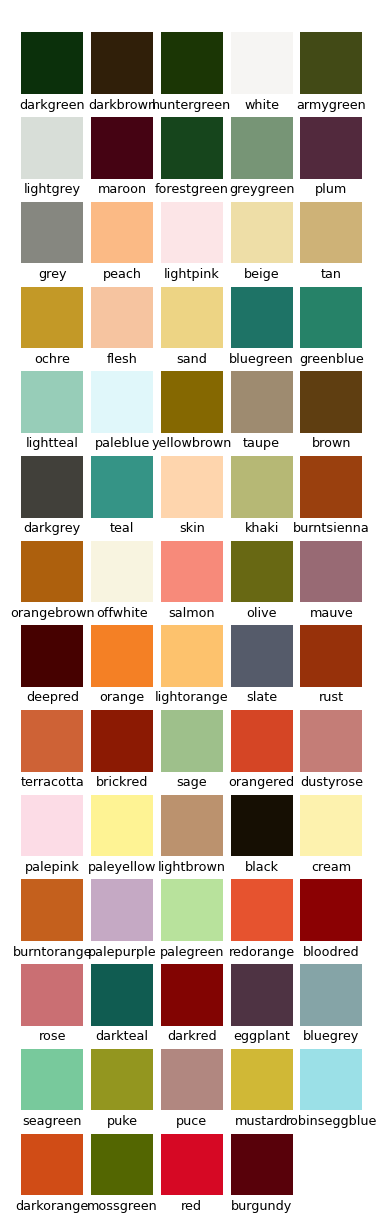 darkgreen darkbrown huntergreen white armygreen
lightgrey maroon forestgreen greygreen plum
grey peach lightpink beige tan
ochre flesh sand bluegreen greenblue
lightteal paleblue yellowbrown taupe brown
darkgrey teal skin khaki burntsienna
orangebrown offwhite salmon olive mauve
deepred orange lightorange slate rust
terracotta brickred sage orangered dustyrose
palepink paleyellow lightbrown black cream
burntorange palepurple palegreen redorange bloodred
rose darkteal darkred eggplant bluegrey
seagreen puke puce mustard robinseggblue
darkorange mossgreen red burgundy